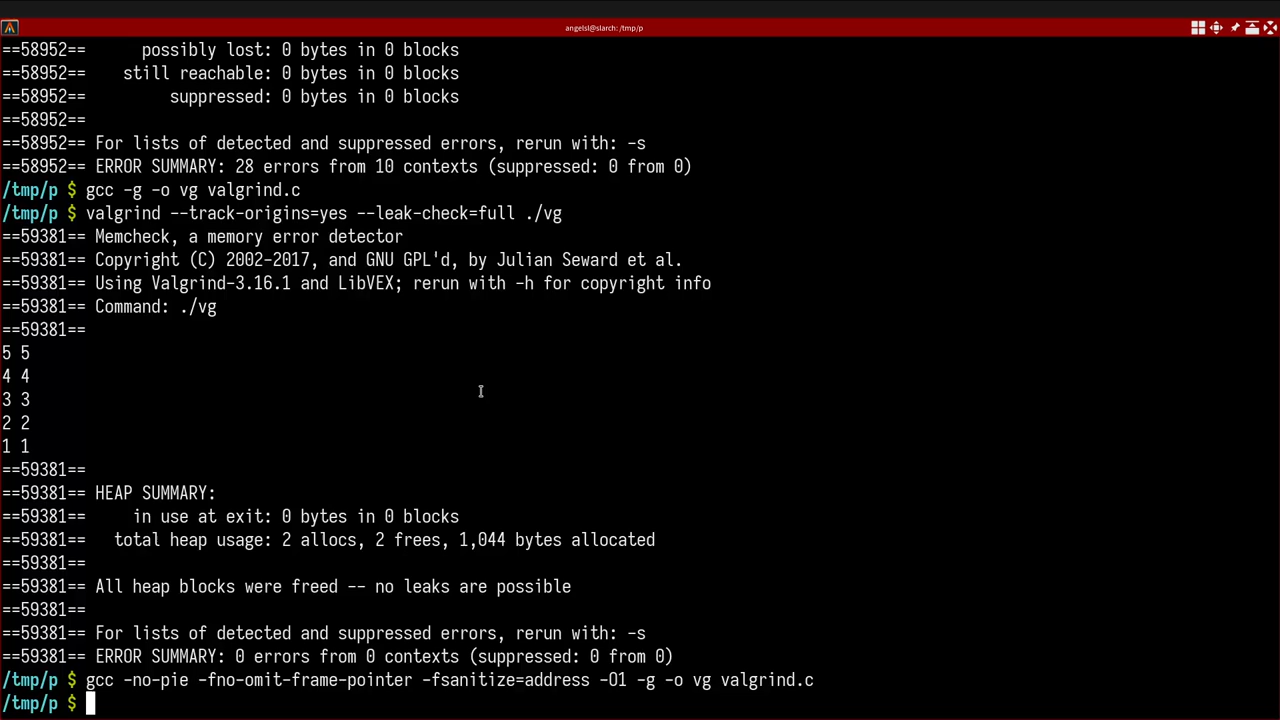 angelsl@slarch: /tmp/p
==58952==      possibly lost: 0 bytes in 0 blocks
==58952==    still reachable: 0 bytes in 0 blocks
==58952==         suppressed: 0 bytes in 0 blocks
==58952==
==58952== For lists of detected and suppressed errors, rerun with: -s
==58952== ERROR SUMMARY: 28 errors from 10 contexts (suppressed: 0 from 0)
/tmp/p $ gcc -g -o vg valgrind.c
/tmp/p $ valgrind --track-origins=yes --leak-check=full ./vg
==59381== Memcheck, a memory error detector
==59381== Copyright (C) 2002-2017, and GNU GPL'd, by Julian Seward et al.
==59381== Using Valgrind-3.16.1 and LibVEX; rerun with -h for copyright info
==59381== Command: ./vg
==59381==
5 5
4 4
3 3
2 2
1 1
==59381==
==59381== HEAP SUMMARY:
==59381==     in use at exit: 0 bytes in 0 blocks
==59381==   total heap usage: 2 allocs, 2 frees, 1,044 bytes allocated
==59381==
==59381== All heap blocks were freed -- no leaks are possible
==59381==
==59381== For lists of detected and suppressed errors, rerun with: -s
==59381== ERROR SUMMARY: 0 errors from 0 contexts (suppressed: 0 from 0)
/tmp/p $ gcc -no-pie -fno-omit-frame-pointer -fsanitize=address -O1 -g -o vg valgrind.c
/tmp/p $